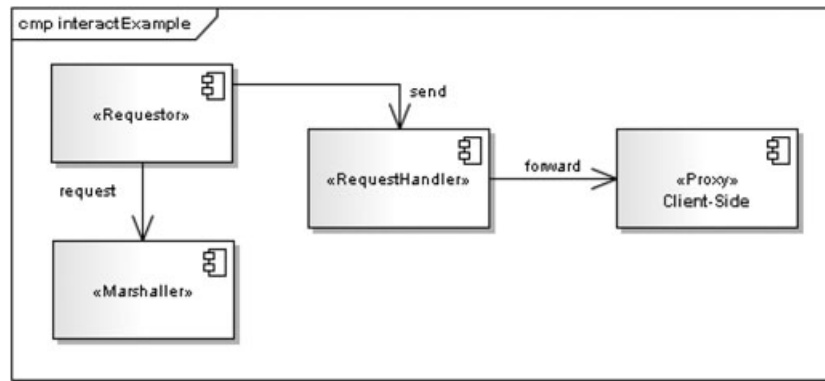 cmp interactExample
«Requestor»
send
«RequestHandler»
forward
«Proxy»
Client-Side
request
«Marshaller»